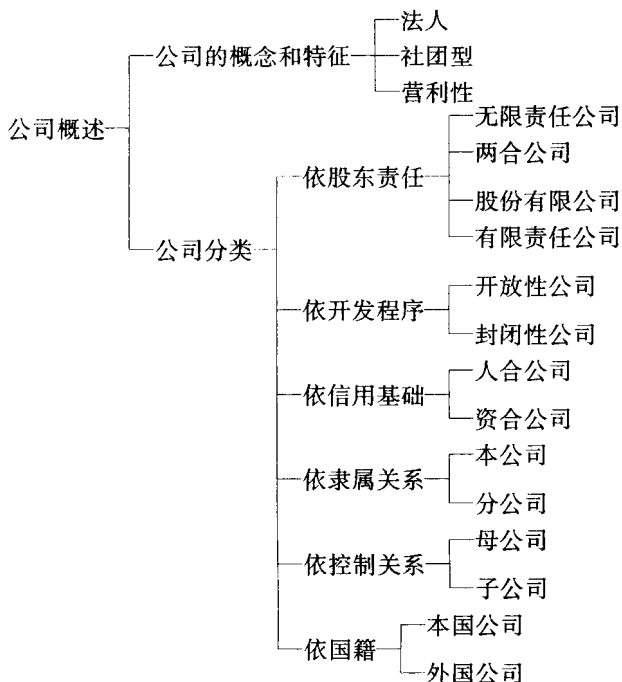 公司概述
公司的概念和特征
法人
社团型
营利性
公司分类
依股东责任
无限责任公司
两合公司
股份有限公司
有限责任公司
依开发程序
开放性公司
封闭性公司
依信用基础
人合公司
资合公司
依隶属关系
本公司
分公司
依控制关系
母公司
子公司
依国籍
本国公司
外国公司